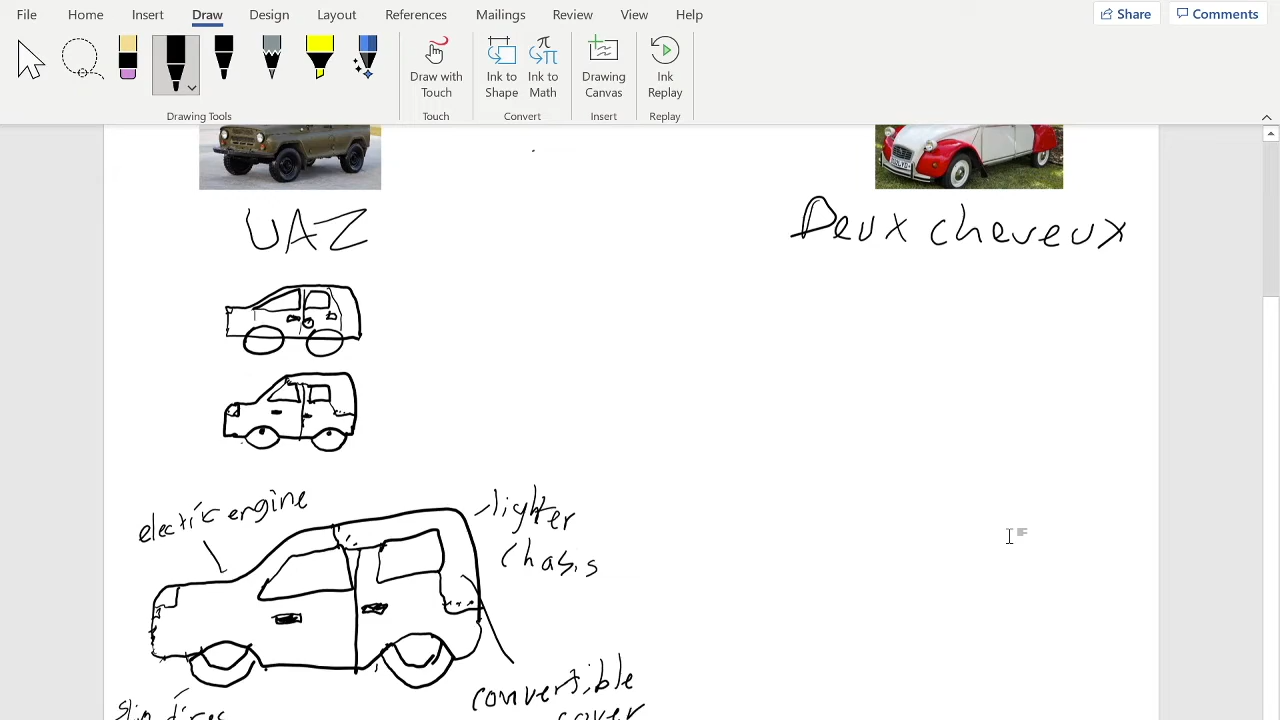 File Home Insert Draw Design Layout References Mailings Review View Help Share Comments
Draw with Touch
Ink to Shape
Ink to Math
Drawing Canvas
Ink Replay
Drawing Tools Touch Convert Insert Replay
UAZ
Deux cheveux
electric engine
lighter
chasis
convertible
cover